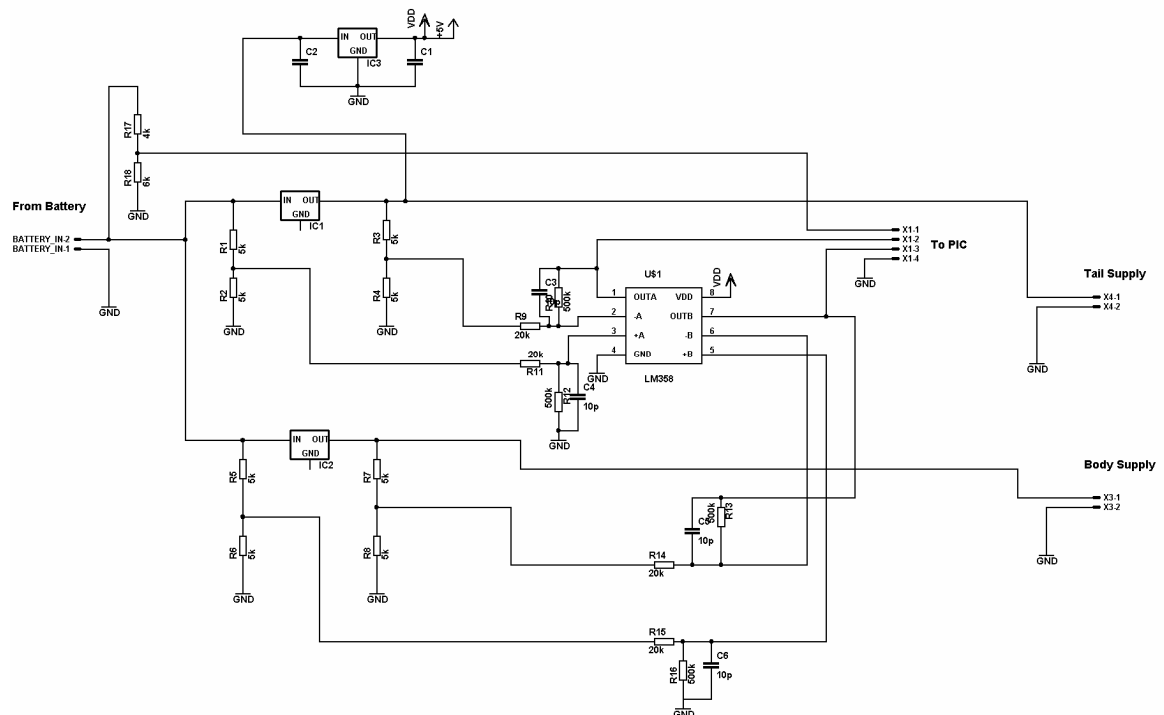 VDD
+5V
IN OUT
GND
IC3
C2
C1
GND
R17
4k
R18
6k
GND
From Battery
BATTERY_IN-2
BATTERY_IN-1
GND
IN OUT
GND
IC1
R1
5k
R2
5k
GND
R3
5k
R4
5k
GND
X1-1
X1-2
X1-3
X1-4
To PIC
GND
Tail Supply
X4-1
X4-2
GND
C3
10p
500k
R9
20k
20k
R11
U$1
VDD
1 OUTA VDD 8
2 -A OUTB 7
3 +A -B 6
4 GND +B 5
LM358
GND
500k
R12
C4
10p
GND
IN OUT
GND
IC2
R5
5k
R6
5k
GND
R7
5k
R8
5k
GND
Body Supply
X3-1
X3-2
GND
C5
10p
500k
R13
R14
20k
R15
20k
R16
500k
C6
10p
GND